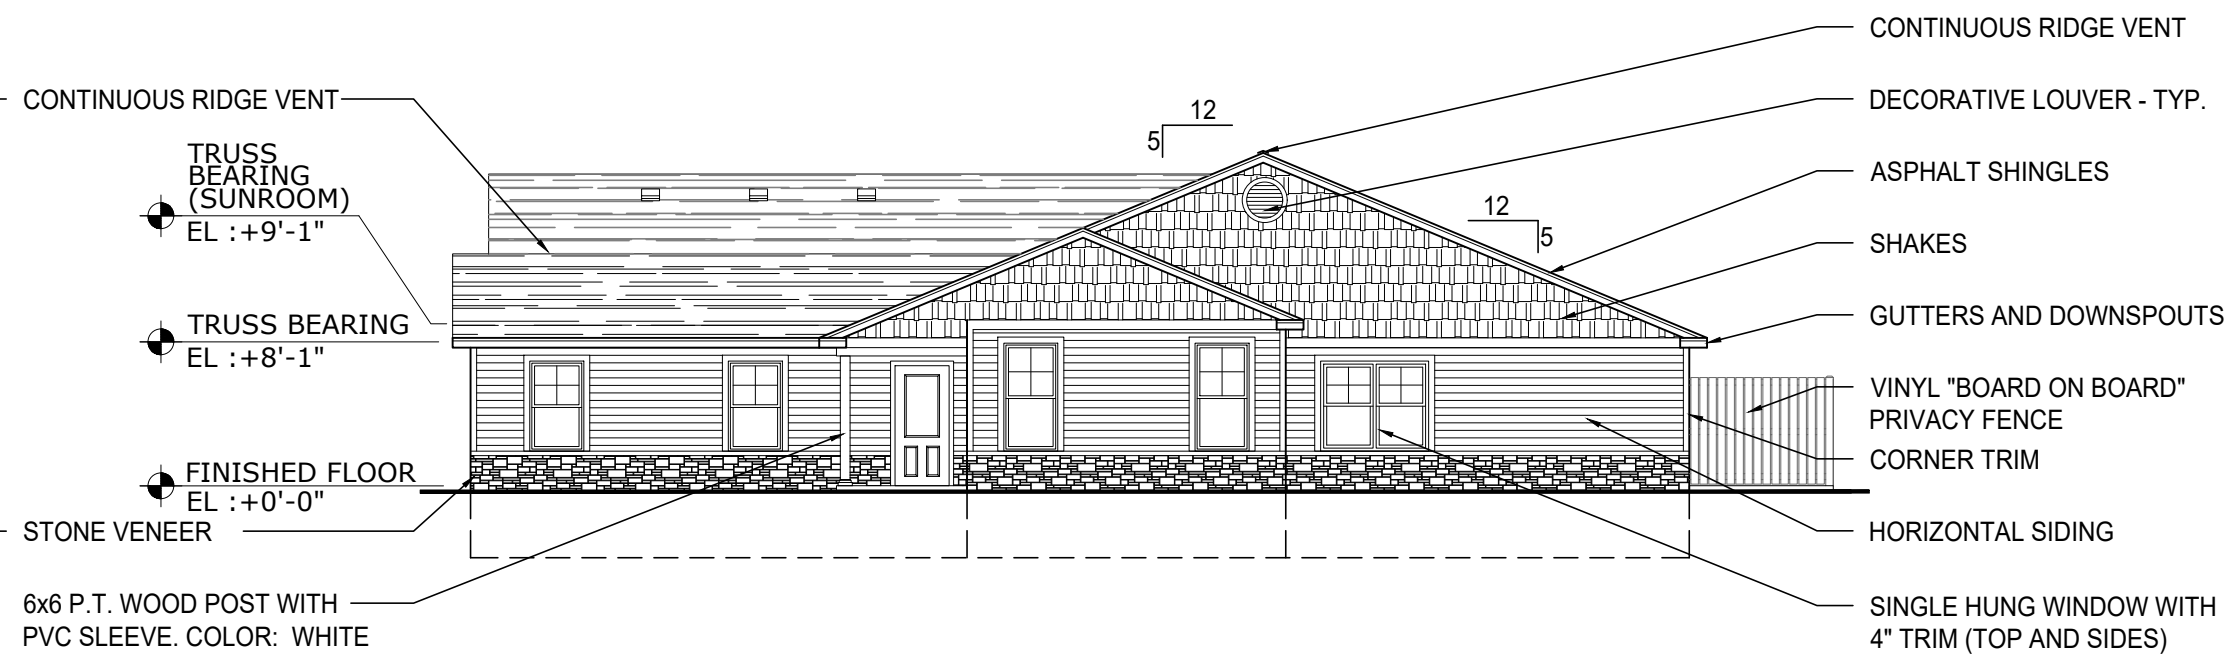 CONTINUOUS RIDGE VENT
TRUSS
BEARING
(SUNROOM)
EL :+9'-1"
TRUSS BEARING
EL :+8'-1"
FINISHED FLOOR
EL :+0'-0"
STONE VENEER
6x6 P.T. WOOD POST WITH
PVC SLEEVE. COLOR: WHITE
12
5
12
5
CONTINUOUS RIDGE VENT
DECORATIVE LOUVER - TYP.
ASPHALT SHINGLES
SHAKES
GUTTERS AND DOWNSPOUTS
VINYL "BOARD ON BOARD"
PRIVACY FENCE
CORNER TRIM
HORIZONTAL SIDING
SINGLE HUNG WINDOW WITH
4" TRIM (TOP AND SIDES)